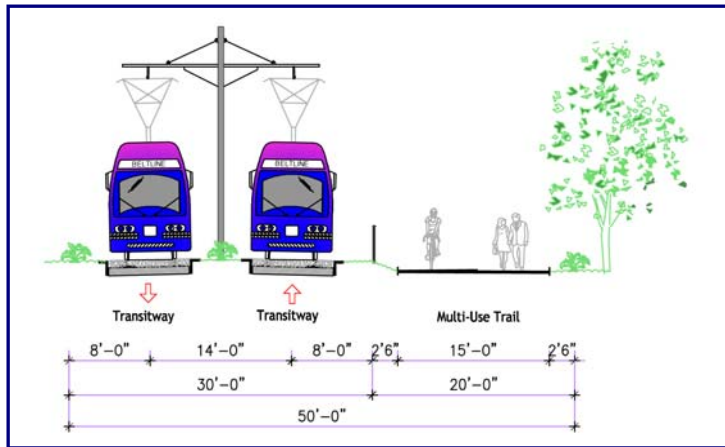 BELTLINE BELTLINE
Transitway Transitway Multi-Use Trail
8'-0" 14'-0" 8'-0" 2'6" 15'-0" 2'6"
30'-0" 20'-0"
50'-0"